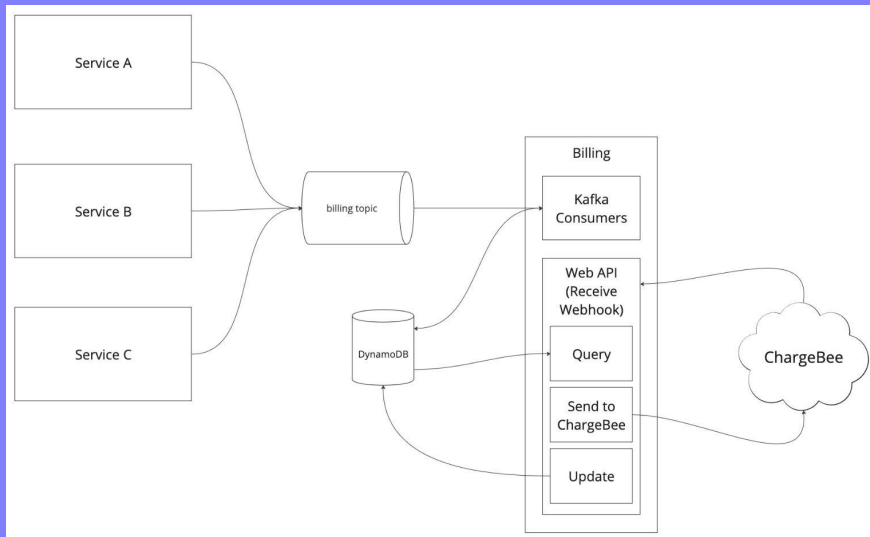 Service A
Service B
Service C
billing topic
DynamoDB
Billing
Kafka
Consumers
Web API
(Receive
Webhook)
Query
Send to
ChargeBee
Update
ChargeBee